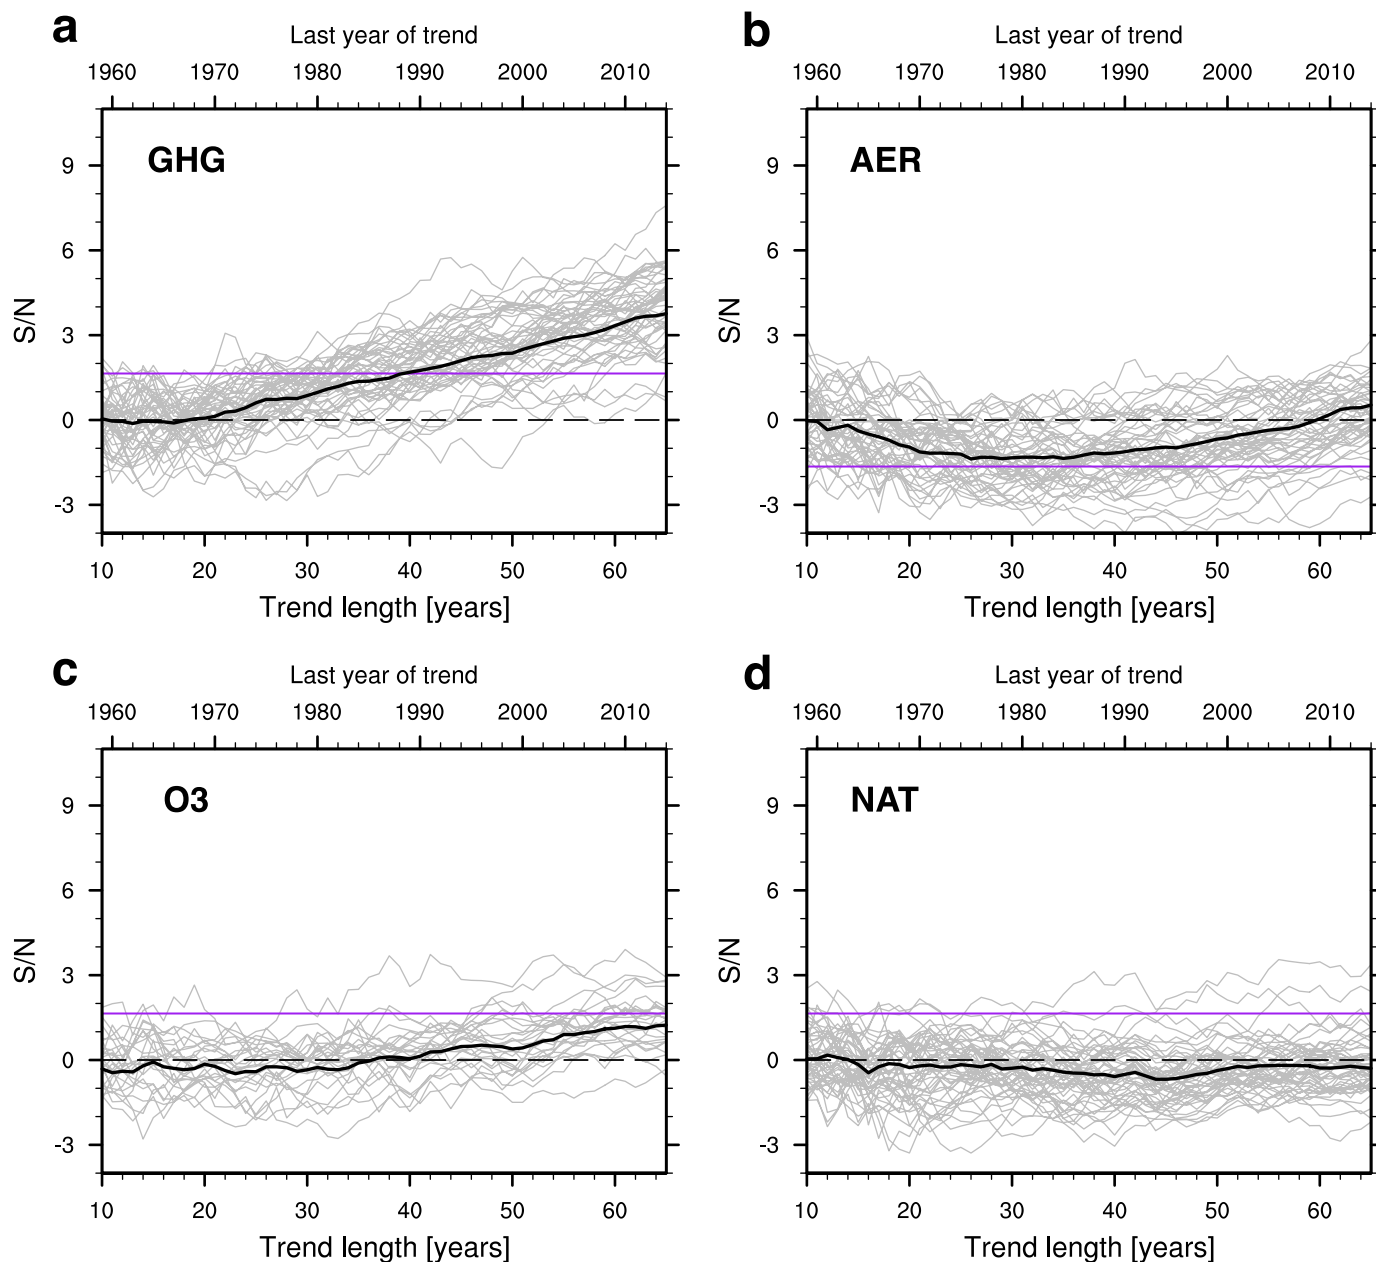 a
Last year of trend
1960 1970 1980 1990 2000 2010
GHG
9
6
3
0
-3
S/N
10 20 30 40 50 60
Trend length [years]
b
Last year of trend
1960 1970 1980 1990 2000 2010
AER
9
6
3
0
-3
S/N
10 20 30 40 50 60
Trend length [years]
c
Last year of trend
1960 1970 1980 1990 2000 2010
O3
9
6
3
0
-3
S/N
10 20 30 40 50 60
Trend length [years]
d
Last year of trend
1960 1970 1980 1990 2000 2010
NAT
9
6
3
0
-3
S/N
10 20 30 40 50 60
Trend length [years]